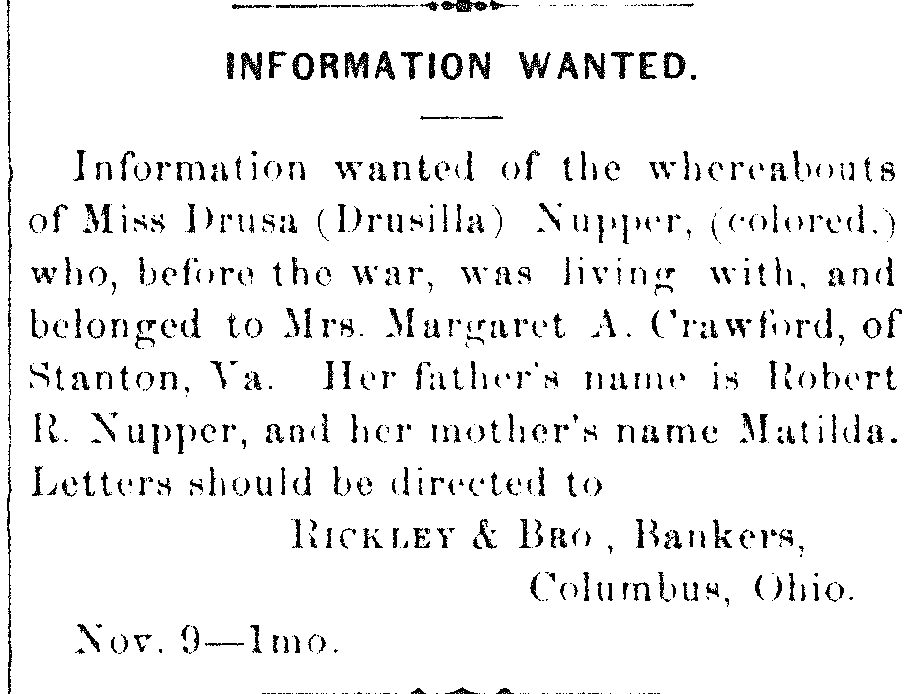 INFORMATION WANTED.
Information wanted of the whereabouts
of Miss Drusa (Drusilla) Nupper, (colored.)
who, before the war, was living with, and
belonged to Mrs. Margaret A. Crawford, of
Stanton, Va. Her father's name is Robert
R. Nupper, and her mother's name Matilda.
Letters should be directed to
RICKLEY & BRO, Bankers,
Columbus, Ohio.
Nov. 9—1mo.